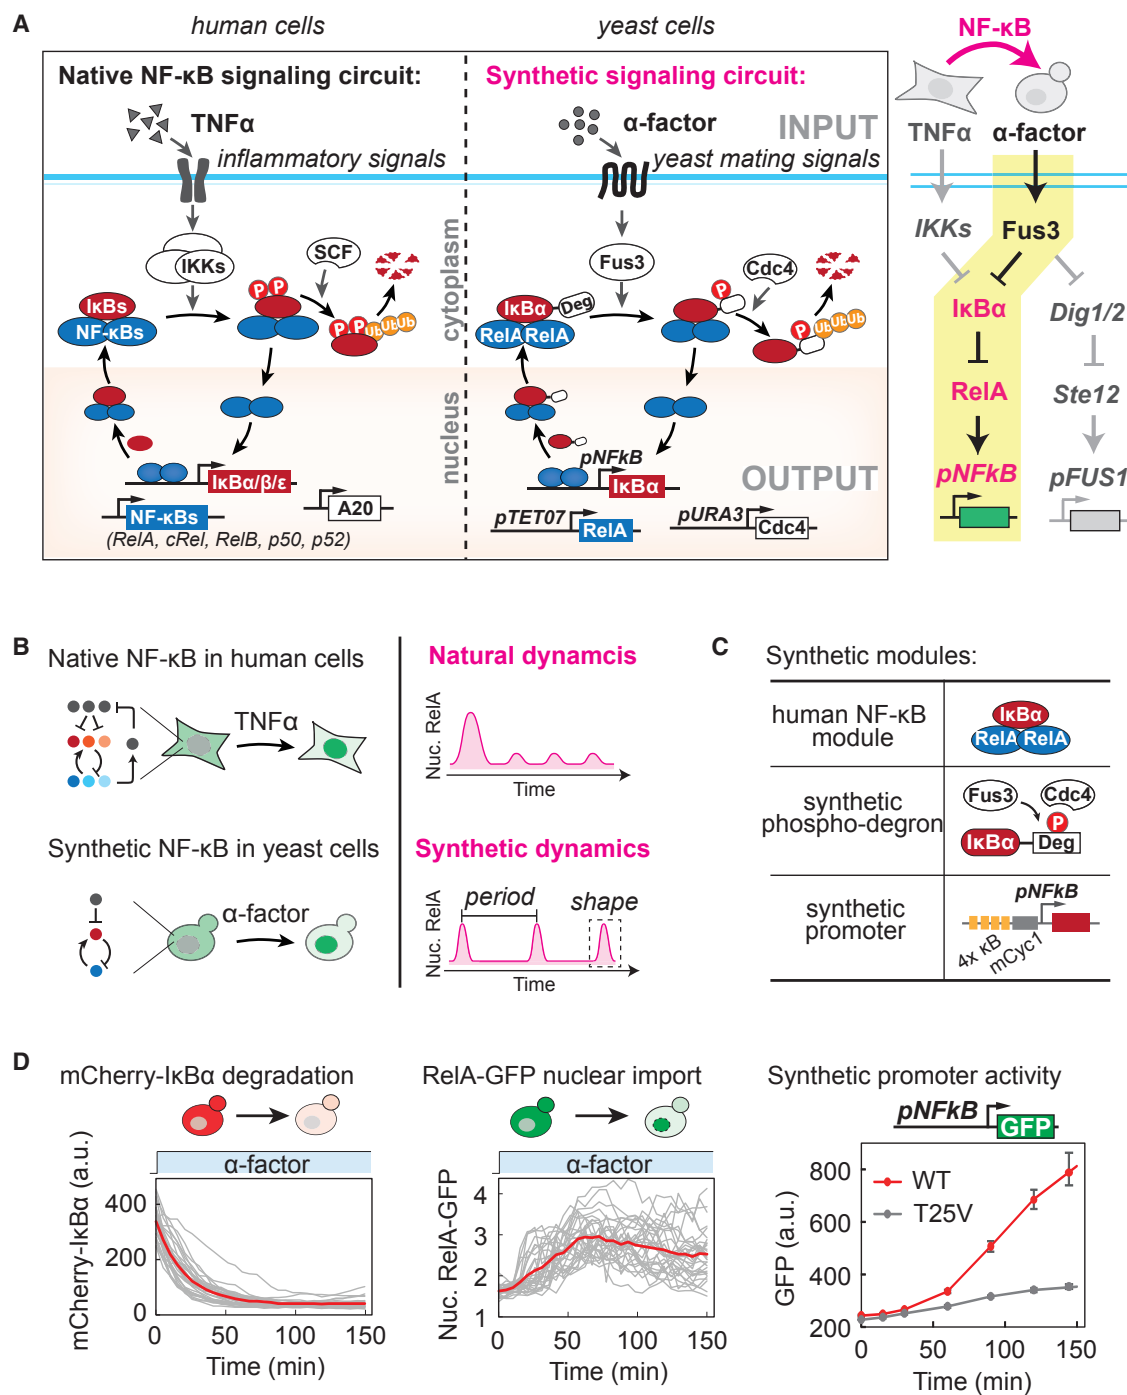 A
human cells
yeast cells
Native NF-κB signaling circuit:
Synthetic signaling circuit:
TNFα
inflammatory signals
α-factor
yeast mating signals
INPUT
IKKs
SCF
P P
IκBs
NF-κBs
P P Ub Ub Ub
cytoplasm
Fus3
Cdc4
IκBα
Deg
RelA RelA
P
P Ub Ub Ub
nucleus
IκBα/β/ε
NF-κBs
A20
(RelA, cRel, RelB, p50, p52)
pNFkB
IκBα
OUTPUT
pTET07
RelA
pURA3
Cdc4
NF-κB
TNFα
α-factor
IKKs
Fus3
IκBα
Dig1/2
RelA
Ste12
pNFkB
pFUS1
B
Native NF-κB in human cells
TNFα
Natural dynamcis
Nuc. RelA
Time
Synthetic NF-κB in yeast cells
α-factor
Synthetic dynamics
period
shape
Nuc. RelA
Time
C
Synthetic modules:
human NF-κB
module
IκBα
RelA RelA
synthetic
phospho-degron
Fus3
Cdc4
P
IκBα
Deg
synthetic
promoter
pNFkB
4x κB
mCyc1
D
mCherry-IκBα degradation
α-factor
mCherry-IκBα (a.u.)
400
200
0
0 50 100 150
Time (min)
RelA-GFP nuclear import
α-factor
Nuc. RelA-GFP
4
3
2
1
0 50 100 150
Time (min)
Synthetic promoter activity
pNFkB
GFP
GFP (a.u.)
800
600
400
200
WT
T25V
0 50 100 150
Time (min)